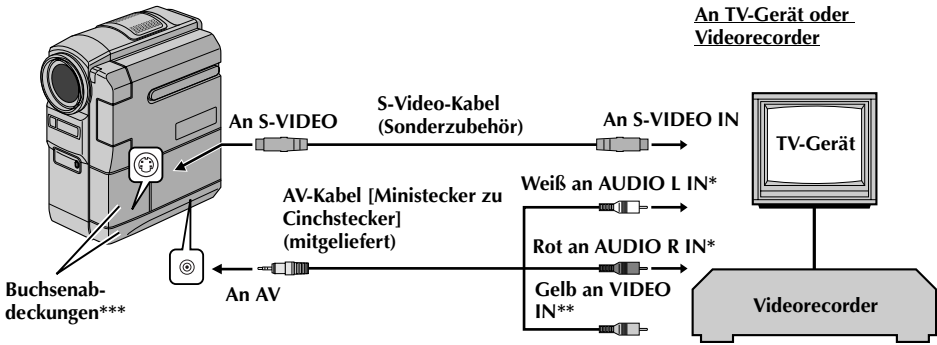 An TV-Gerät oder
Videorecorder
S-Video-Kabel
(Sonderzubehör)
An S-VIDEO
An S-VIDEO IN
TV-Gerät
AV-Kabel [Ministecker zu
Cinchstecker]
(mitgeliefert)
Weiß an AUDIO L IN*
Rot an AUDIO R IN*
Gelb an VIDEO
IN**
An AV
Buchsenab-
deckungen***
Videorecorder